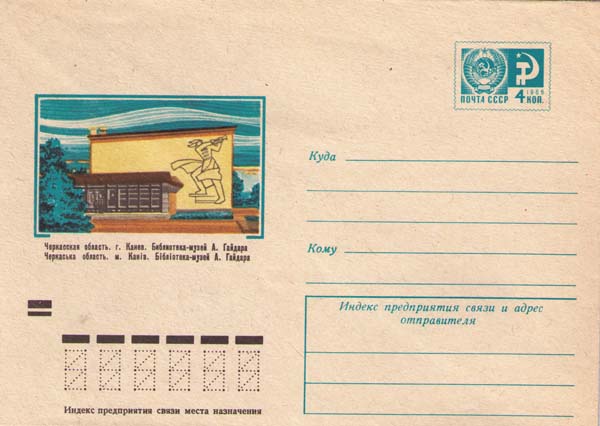 1966
ПОЧТА СССР 4 КОП.
Куда
Черкасская область. г. Канев. Библиотека-музей А. Гайдара
Черкаська область. м. Канів. Бібліотека-музей А. Гайдара
Кому
Индекс предприятия связи и адрес
отправителя
Индекс предприятия связи места назначения